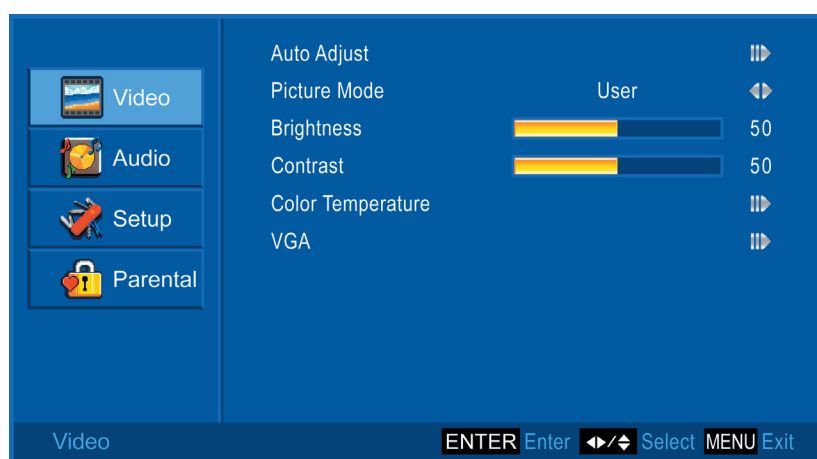 Video
Audio
Setup
Parental
Auto Adjust
Picture Mode User
Brightness 50
Contrast 50
Color Temperature
VGA
Video ENTER Enter / Select MENU Exit